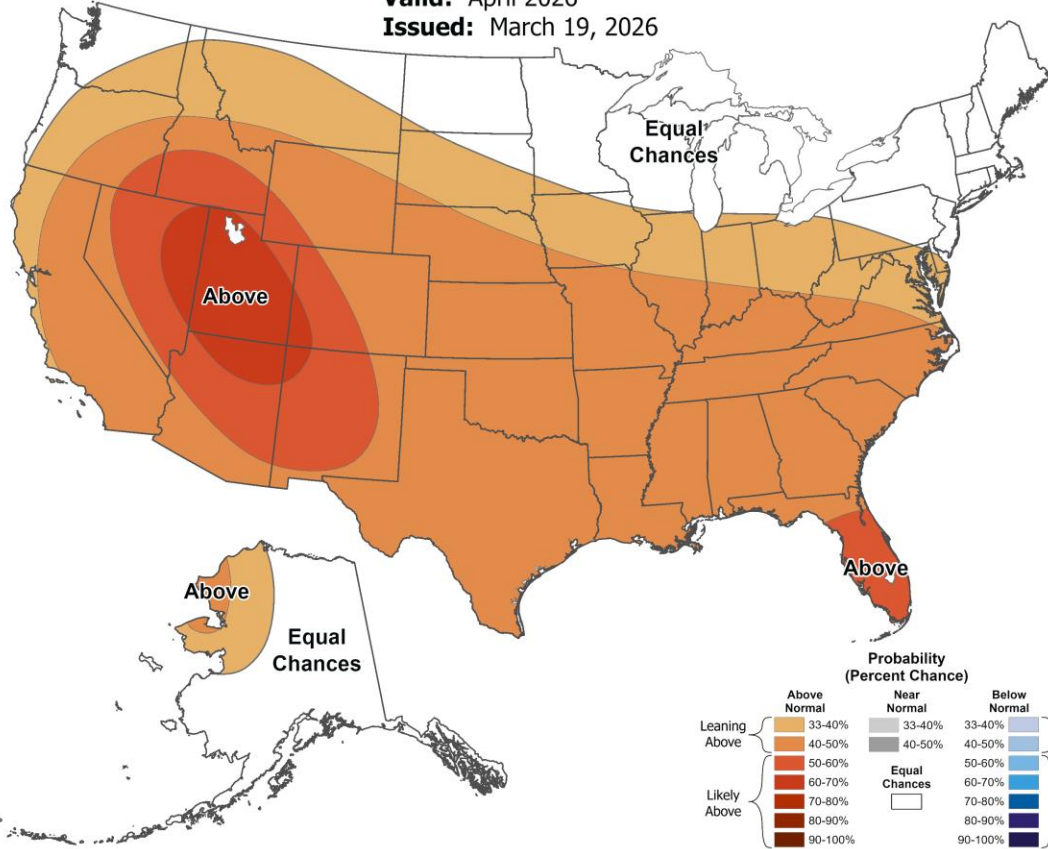 Valid: April 2026
Issued: March 19, 2026
Equal
Chances
Above
Above
Above
Equal
Chances
Probability
(Percent Chance)
Above
Normal
Near
Normal
Below
Normal
Leaning
Above
33-40%
33-40%
33-40%
40-50%
40-50%
40-50%
Likely
Above
50-60%
Equal
Chances
50-60%
60-70%
60-70%
70-80%
70-80%
80-90%
80-90%
90-100%
90-100%